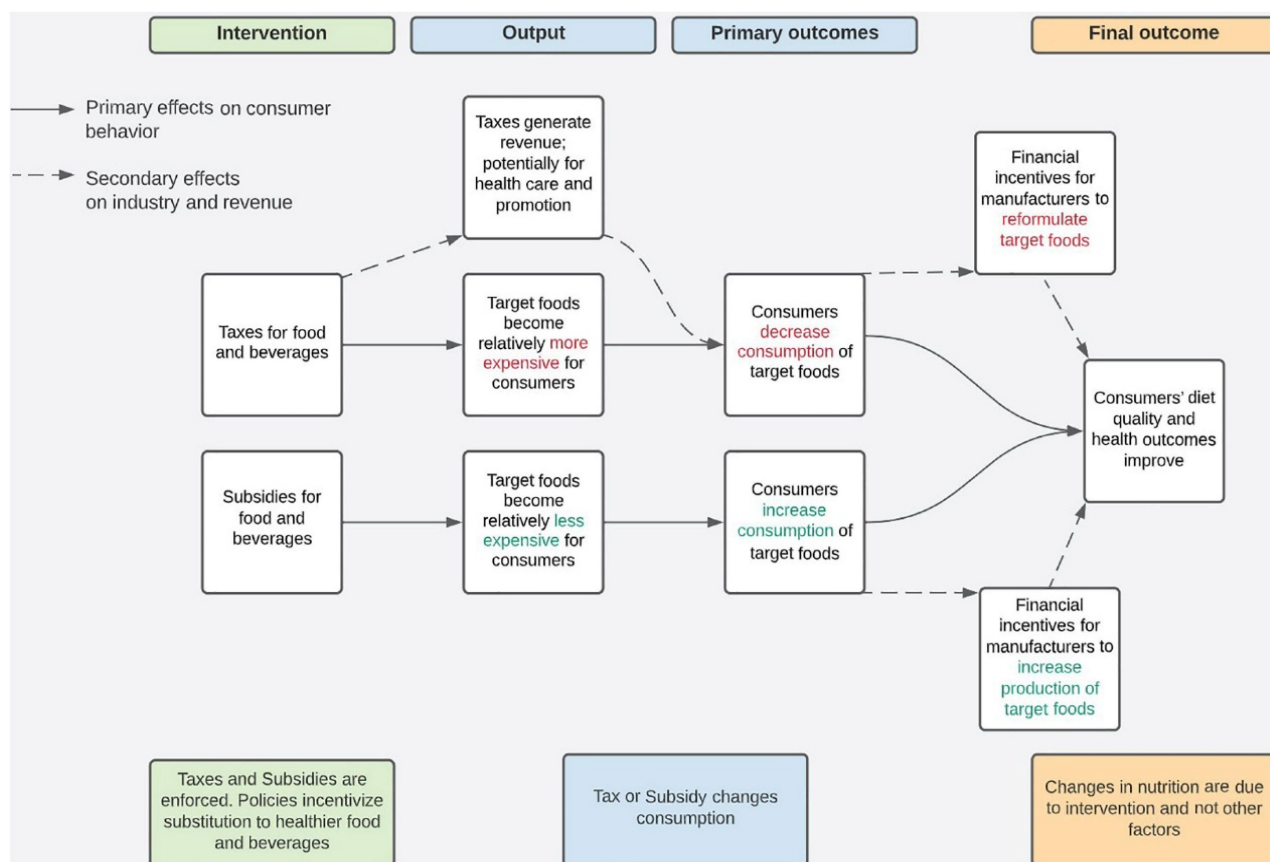 Intervention
Output
Primary outcomes
Final outcome
Primary effects on consumer
behavior
Secondary effects
on industry and revenue
Taxes generate
revenue;
potentially for
health care and
promotion
Financial
incentives for
manufacturers to
reformulate
target foods
Taxes for food
and beverages
Target foods
become
relatively more
expensive for
consumers
Consumers
decrease
consumption of
target foods
Consumers' diet
quality and
health outcomes
improve
Subsidies for
food and
beverages
Target foods
become
relatively less
expensive for
consumers
Consumers
increase
consumption of
target foods
Financial
incentives for
manufacturers to
increase
production of
target foods
Taxes and Subsidies are
enforced. Policies incentivize
substitution to healthier food
and beverages
Tax or Subsidy changes
consumption
Changes in nutrition are due
to intervention and not other
factors